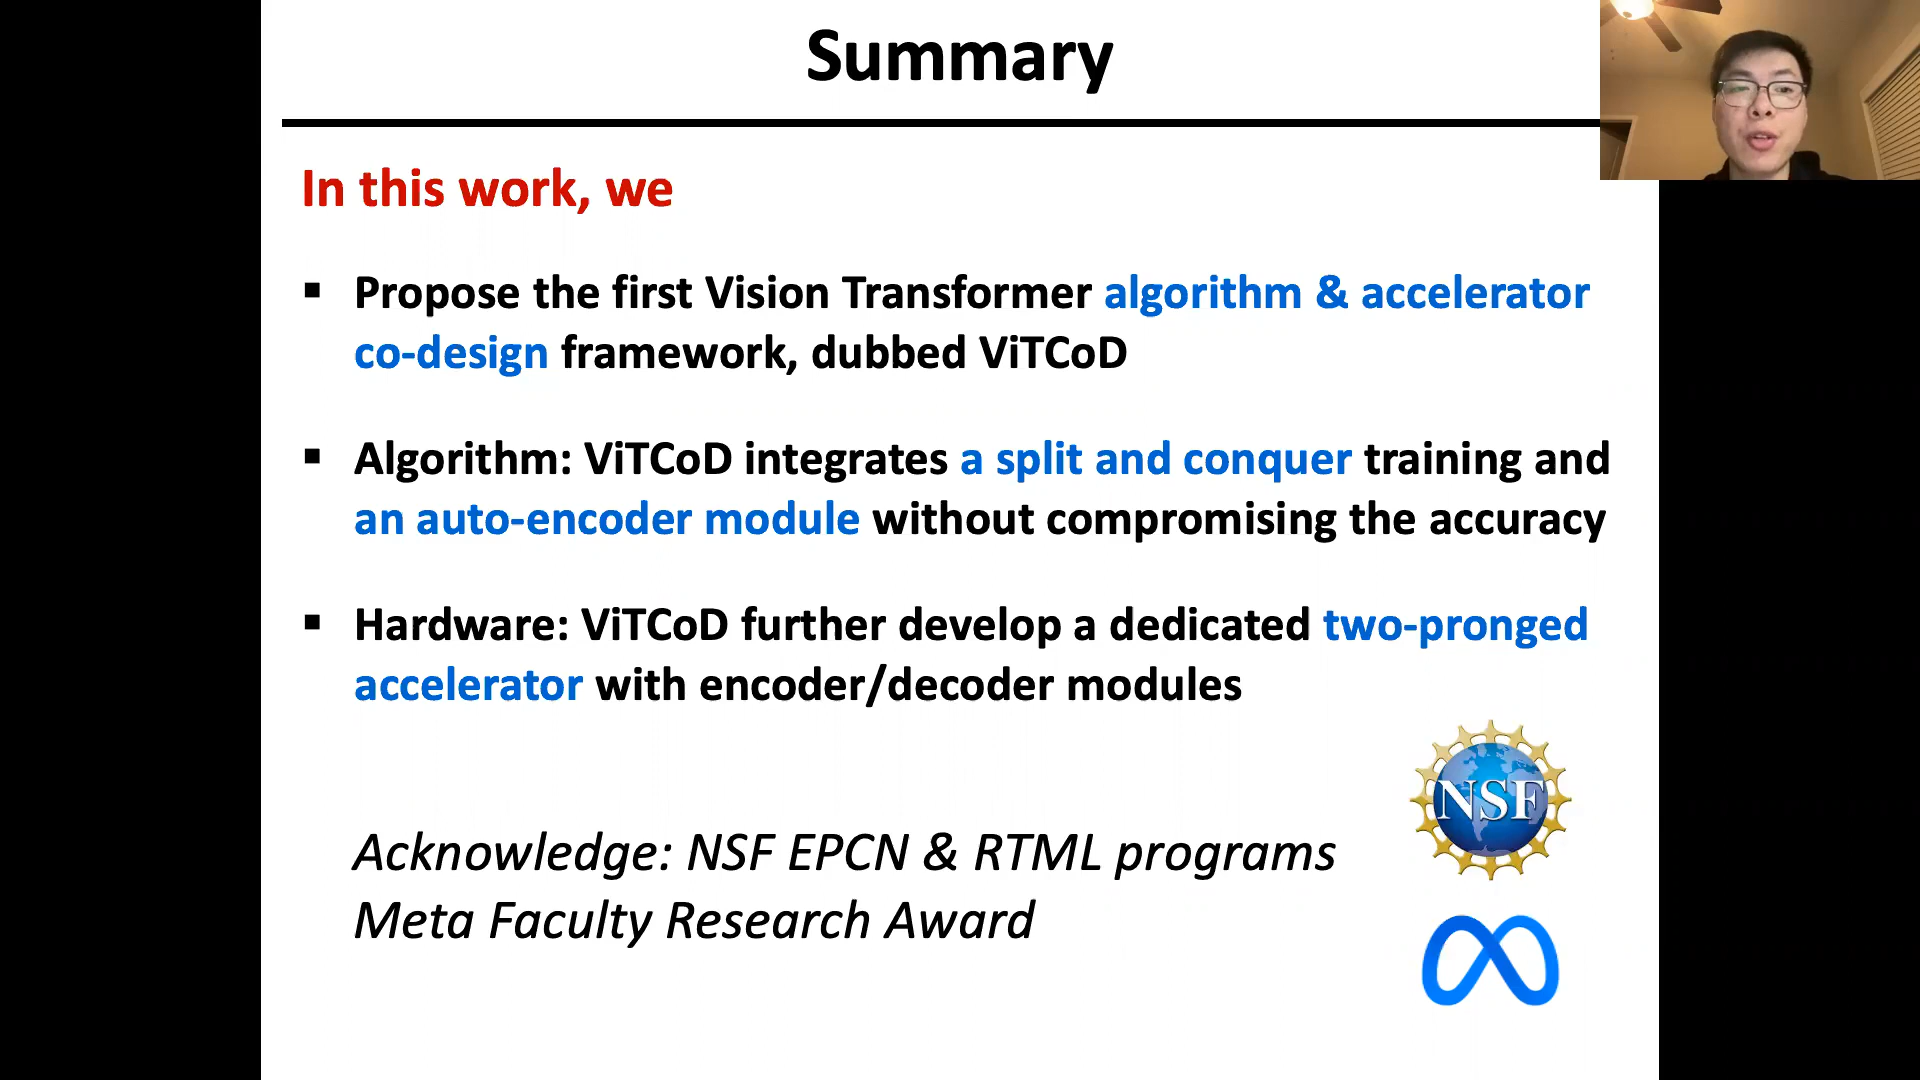 Summary
In this work, we
▪ Propose the first Vision Transformer algorithm & accelerator
co-design framework, dubbed ViTCoD
▪ Algorithm: ViTCoD integrates a split and conquer training and
an auto-encoder module without compromising the accuracy
▪ Hardware: ViTCoD further develop a dedicated two-pronged
accelerator with encoder/decoder modules
NSF
Acknowledge: NSF EPCN & RTML programs
Meta Faculty Research Award